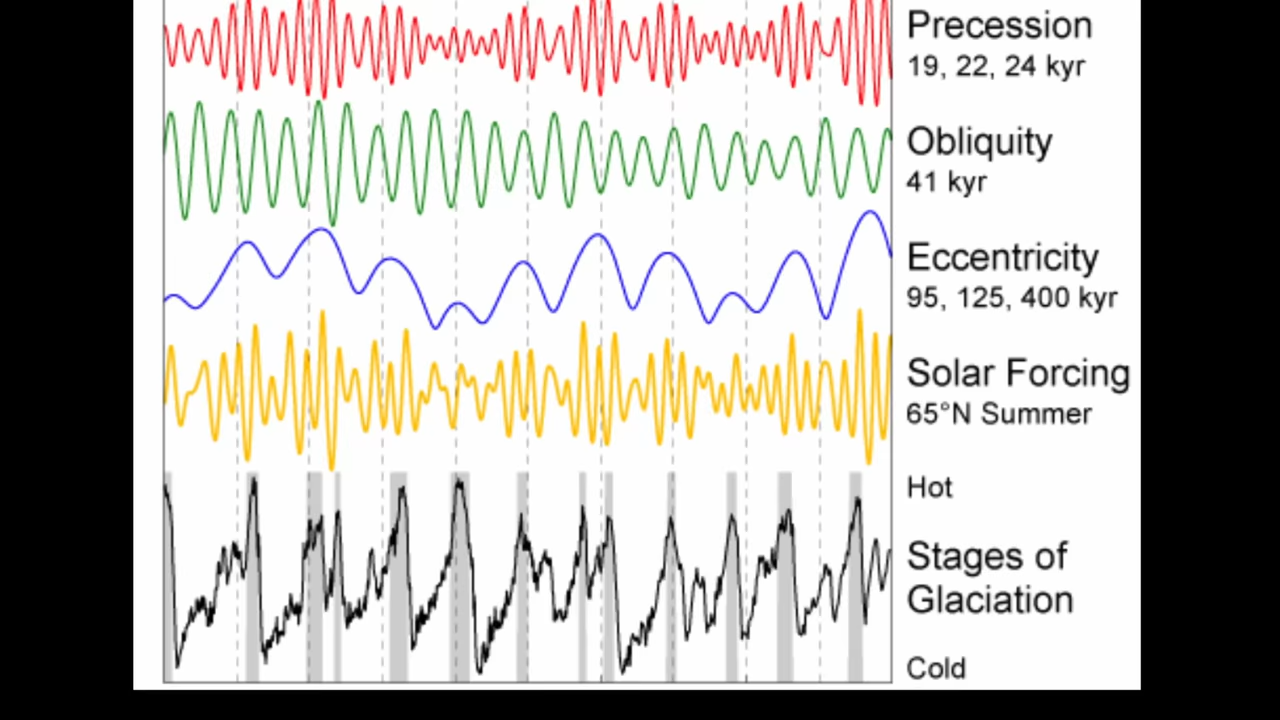 Precession
19, 22, 24 kyr
Obliquity
41 kyr
Eccentricity
95, 125, 400 kyr
Solar Forcing
65°N Summer
Hot
Stages of
Glaciation
Cold